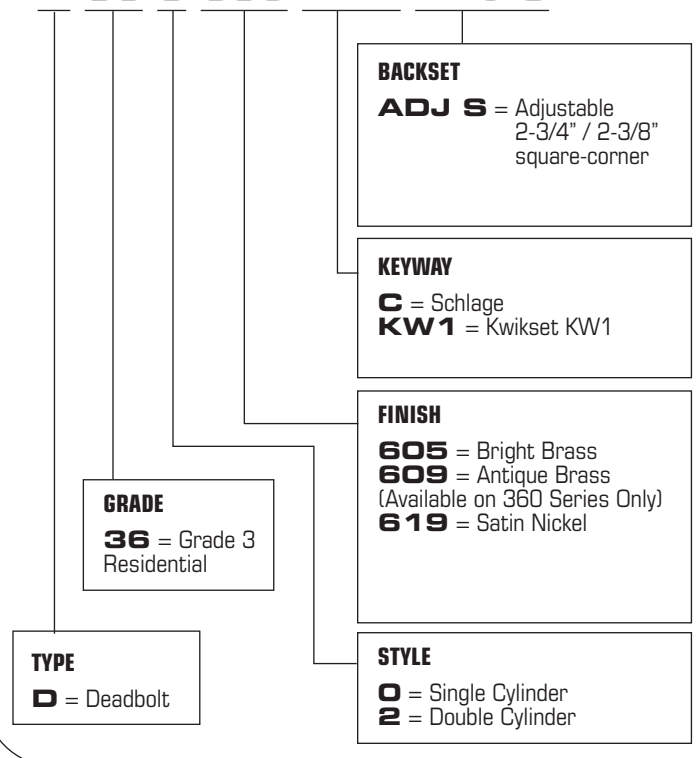 BACKSET
ADJ S = Adjustable
2-3/4” / 2-3/8”
square-corner
KEYWAY
C = Schlage
KW1 = Kwikset KW1
FINISH
605 = Bright Brass
609 = Antique Brass
(Available on 360 Series Only)
619 = Satin Nickel
GRADE
36 = Grade 3
Residential
TYPE
D = Deadbolt
STYLE
0 = Single Cylinder
2 = Double Cylinder